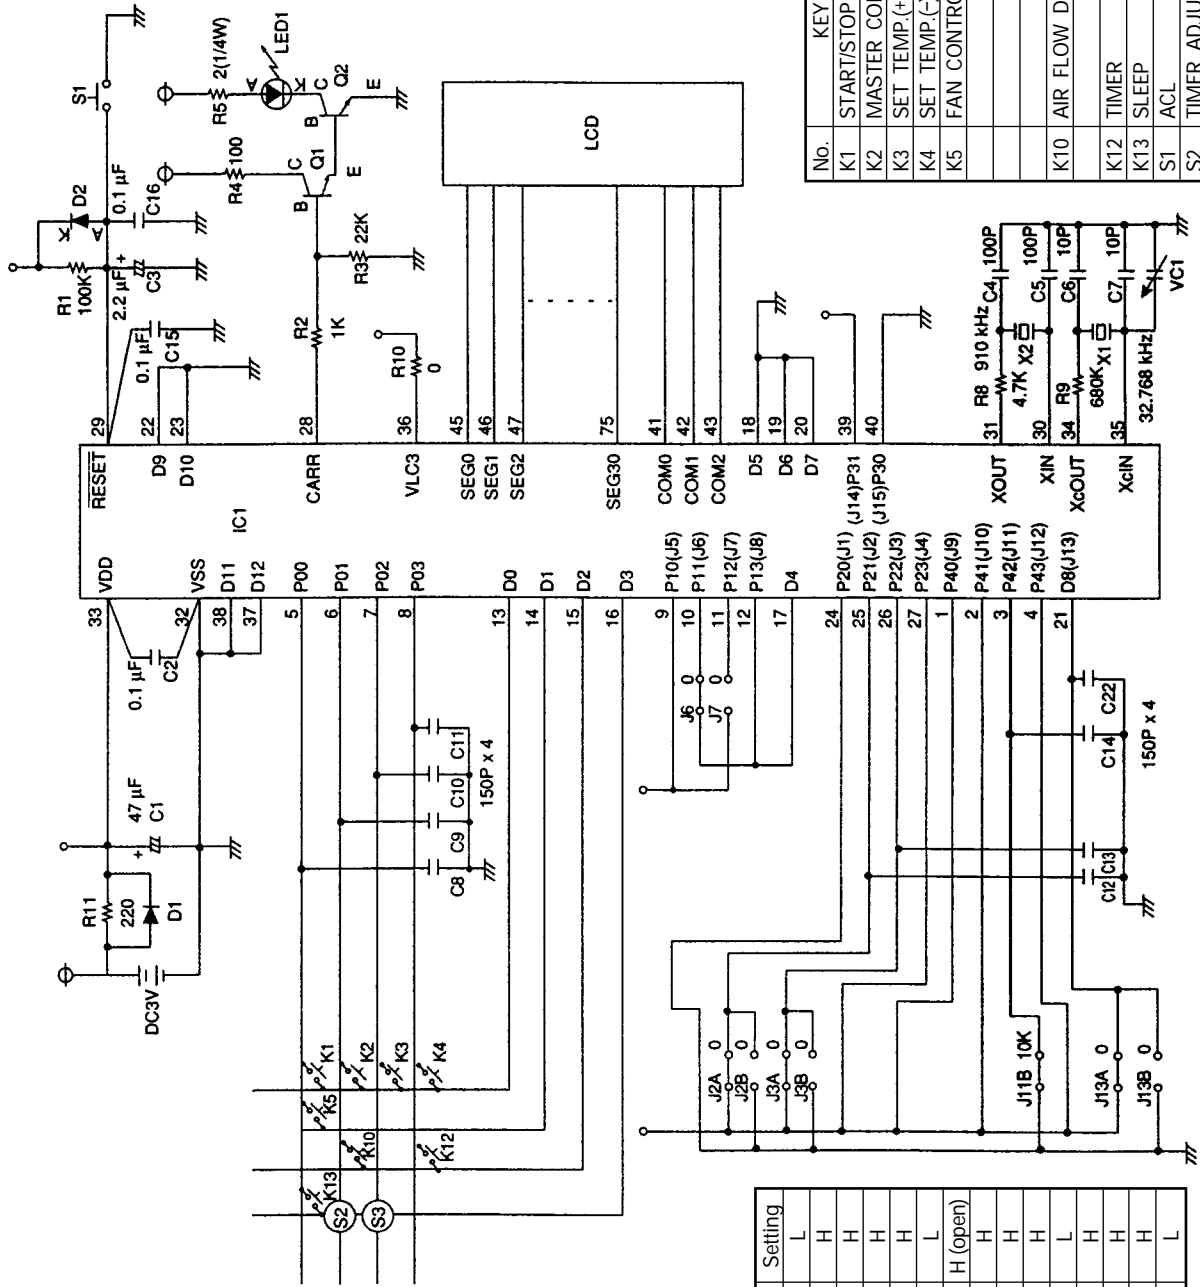 S1
R5
2(1/4W)
LED1
A
K
C
B
Q2
E
R4
100
C
B
Q1
E
K
D2
A
0.1 µF
C16
R1
100K
2.2 µF
+
C3
R3
22K
R2
1K
0.1 µF
C15
R10
0
LCD
29
22
23
28
36
45
46
47
75
41
42
43
18
19
20
39
40
31
30
34
35
RESET
D9
D10
CARR
VLC3
SEG0
SEG1
SEG2
SEG30
COM0
COM1
COM2
D5
D6
D7
(J14)P31
(J15)P30
XOUT
XIN
XcOUT
XcIN
IC1
R8
4.7K
910 kHz
X2
C4
100P
C5
100P
R9
680K
X1
32.768 kHz
C6
10P
C7
10P
VC1
VDD
VSS
D11
D12
P00
P01
P02
P03
D0
D1
D2
D3
P10(J5)
P11(J6)
P12(J7)
P13(J8)
D4
P20(J1)
P21(J2)
P22(J3)
P23(J4)
P40(J9)
P41(J10)
P42(J11)
P43(J12)
D8(J13)
33
32
38
37
5
6
7
8
13
14
15
16
9
10
11
12
17
24
25
26
27
1
2
3
4
21
0.1 µF
C2
47 µF
+
C1
R11
220
D1
DC3V
C8
C9
C10
C11
150P x 4
J6
0
J7
0
K1
K2
K3
K4
K5
K10
K12
K13
S2
S3
C12
C13
C14
C22
150P x 4
J2A
0
J2B
0
J3A
0
J3B
0
J11B
10K
J13A
0
J13B
0
No. KEY
K1 START/STOP
K2 MASTER
K3 SET TEMP.(+
K4 SET TEMP.(-
K5 FAN
K10 AIR FLOW
K12 TIMER
K13 SLEEP
S1 ACL
S2 TIMER
Setting
L
H
H
H
H
L
H (open)
H
H
H
L
H
H
H
L